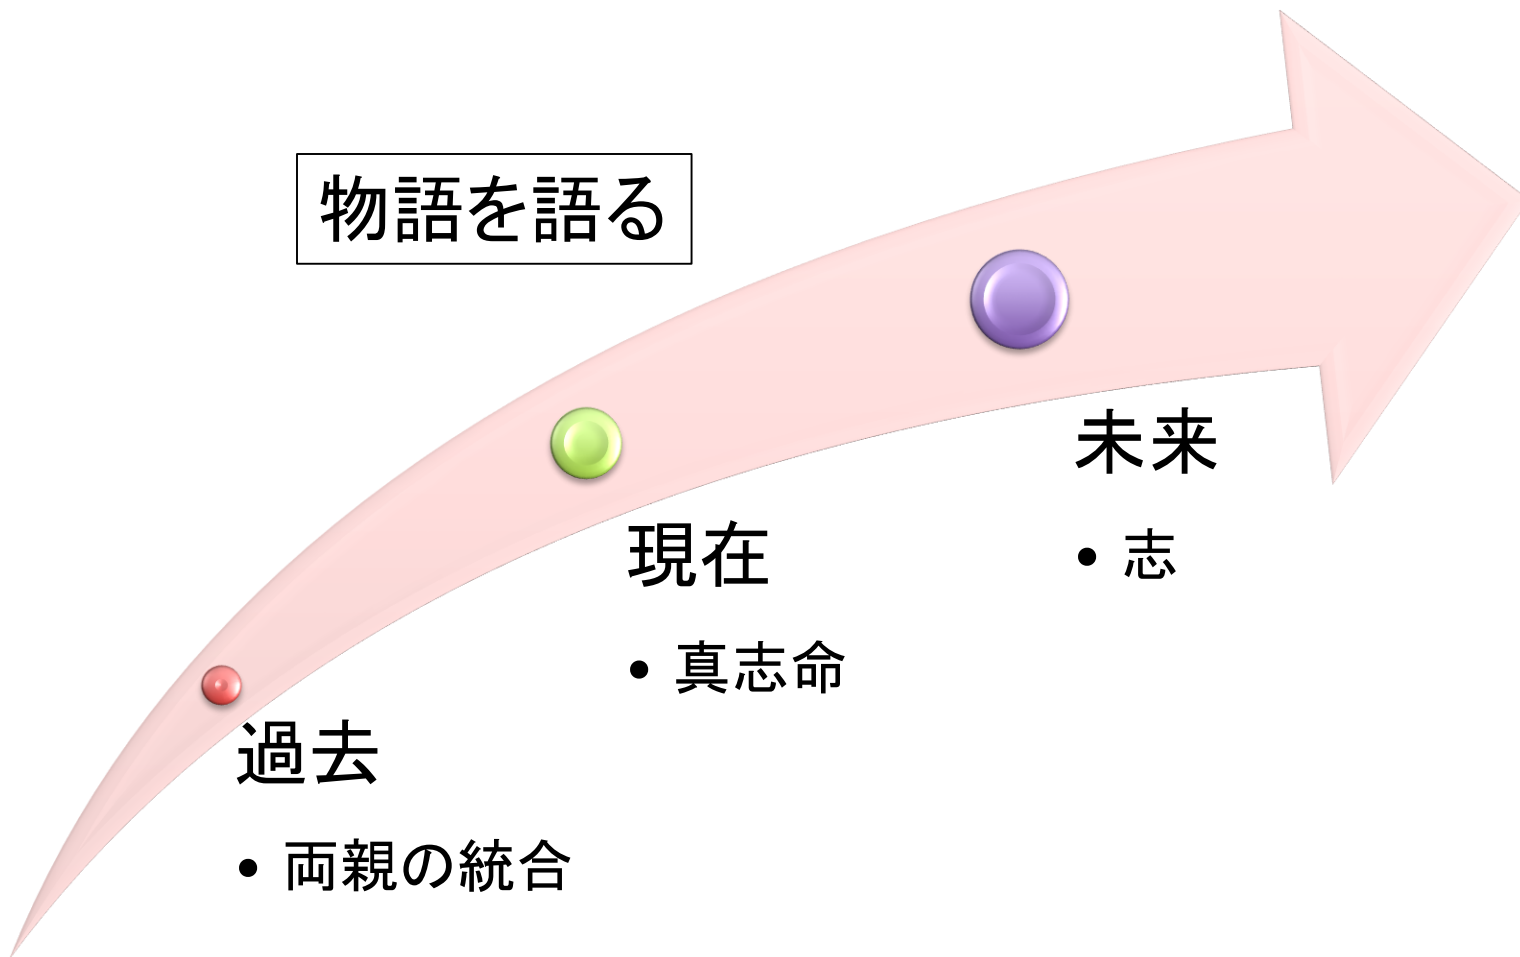 物語を語る
過去
• 両親の統合
現在
• 真志命
未来
• 志